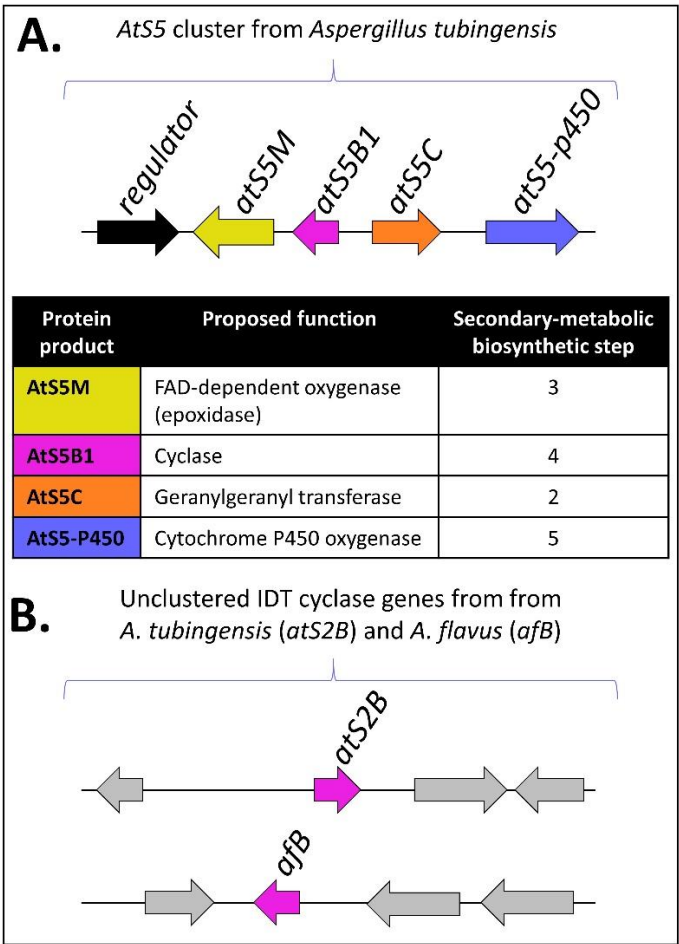 A.
AtS5 cluster from Aspergillus tubingensis
regulator
atS5M
atS5B1
atS5C
atS5-p450
Protein product
Proposed function
Secondary-metabolic biosynthetic step
AtS5M
FAD-dependent oxygenase (epoxidase)
3
AtS5B1
Cyclase
4
AtS5C
Geranylgeranyl transferase
2
AtS5-P450
Cytochrome P450 oxygenase
5
B.
Unclustered IDT cyclase genes from from
A. tubingensis (atS2B) and A. flavus (afB)
atS2B
afB